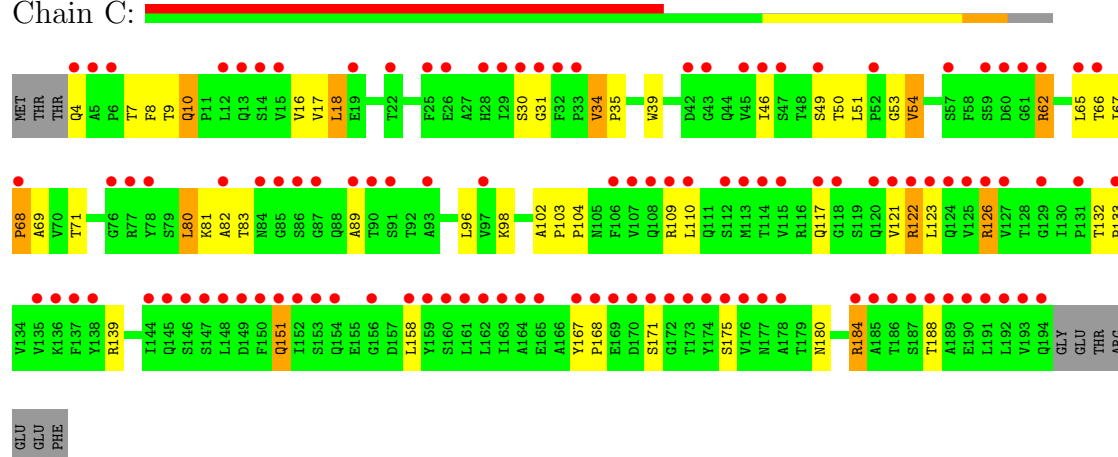 Chain C:
MET THR THR Q4 A5 P6 T7 F8 T9 Q10 P11 L12 Q13 S14 V15 V16 V17 L18 E19 T22 F25 E26 A27 H28 I29 S30 G31 F32 P33 V34 P35 W39 D42 G43 Q44 V45 I46 S47 T48 S49 T50 L51 P52 G53 V54 S57 F58 S59 D60 G61 R62 L65 T66 I67
P68 A69 V70 T71 G76 R77 Y78 S79 L80 K81 A82 T83 N84 G85 S86 G87 Q88 A89 T90 S91 T92 A93 L96 V97 K98 A102 P103 P104 N105 F106 V107 Q108 R109 L110 Q111 S112 M113 T114 V115 R116 Q117 G118 S119 Q120 V121 R122 L123 Q124 V125 R126 V127 T128 G129 I130 P131 T132 P133
V134 V135 K136 F137 Y138 R139 I144 Q145 S146 S147 L148 D149 F150 Q151 I152 S153 Q154 E155 G156 D157 L158 Y159 S160 L161 L162 I163 A164 E165 A166 Y167 P168 E169 D170 S171 G172 T173 Y174 S175 V176 N177 A178 T179 N180 R184 A185 T186 S187 T188 A189 E190 L191 L192 V193 Q194 GLY GLU THR ARG
GLU GLU PHE